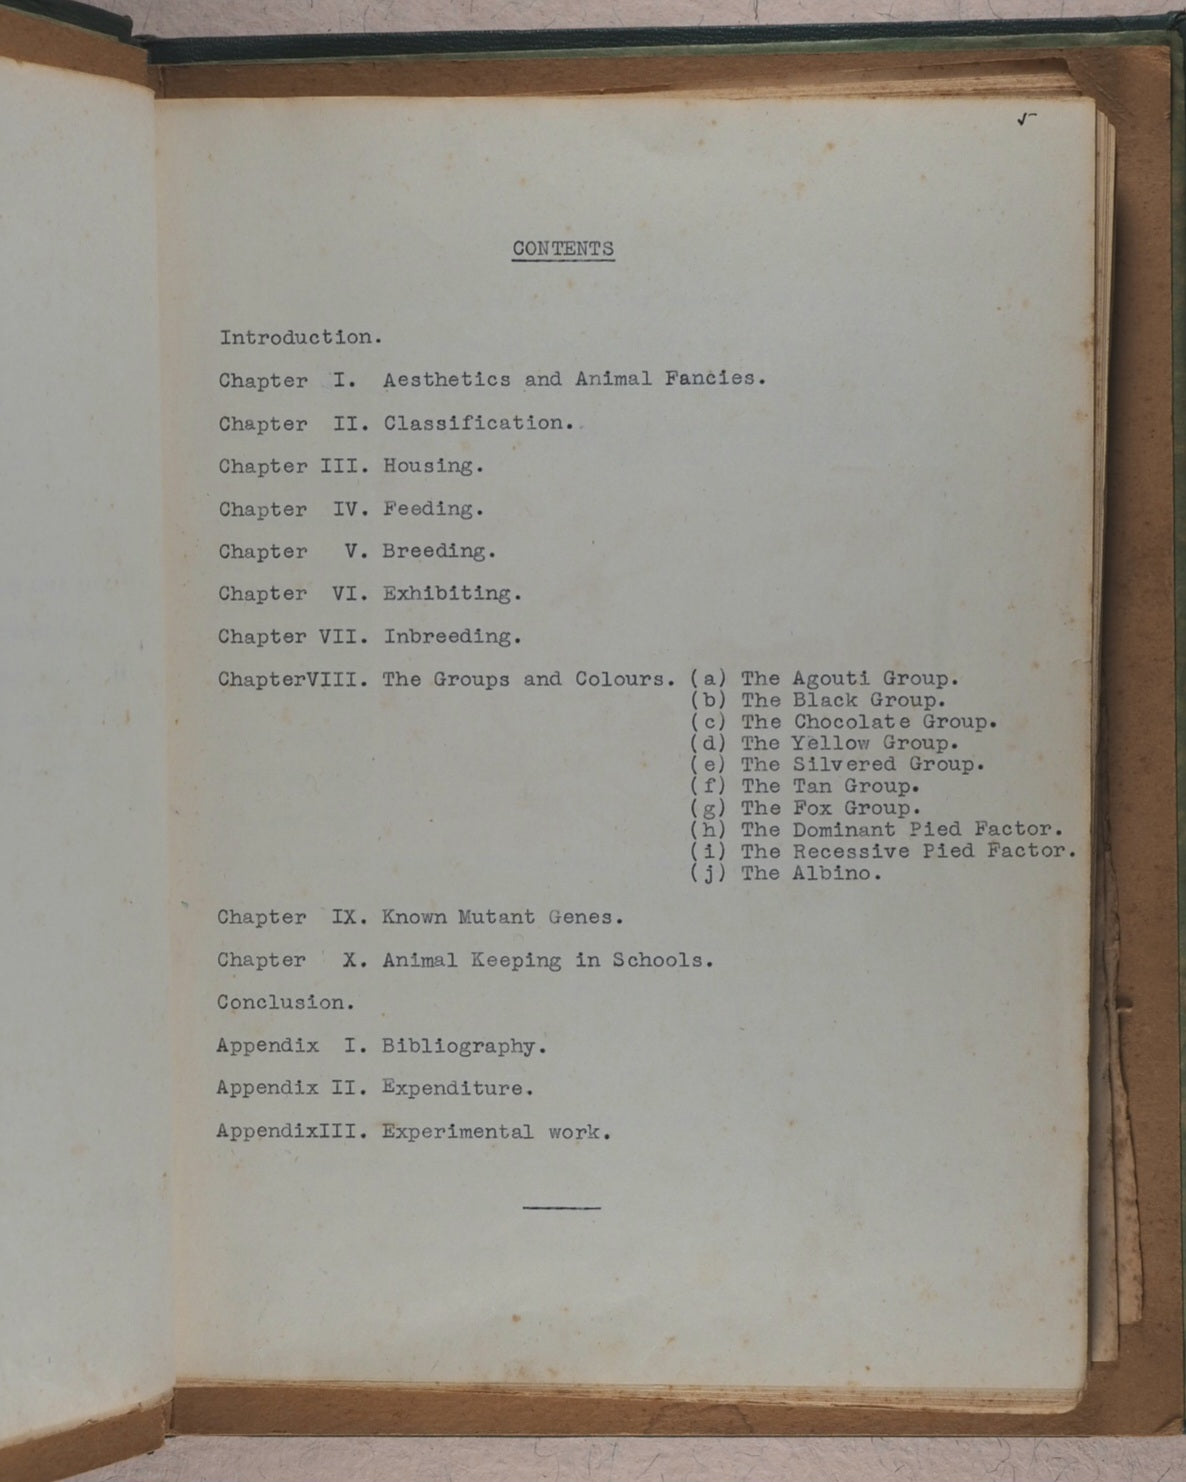 5
CONTENTS
Introduction.
Chapter I. Aesthetics and Animal Fancies.
Chapter II. Classification.
Chapter III. Housing.
Chapter IV. Feeding.
Chapter V. Breeding.
Chapter VI. Exhibiting.
Chapter VII. Inbreeding.
ChapterVIII. The Groups and Colours. (a) The Agouti Group.
(b) The Black Group.
(c) The Chocolate Group.
(d) The Yellow Group.
(e) The Silvered Group.
(f) The Tan Group.
(g) The Fox Group.
(h) The Dominant Pied Factor.
(i) The Recessive Pied Factor.
(j) The Albino.
Chapter IX. Known Mutant Genes.
Chapter X. Animal Keeping in Schools.
Conclusion.
Appendix I. Bibliography.
Appendix II. Expenditure.
AppendixIII. Experimental work.